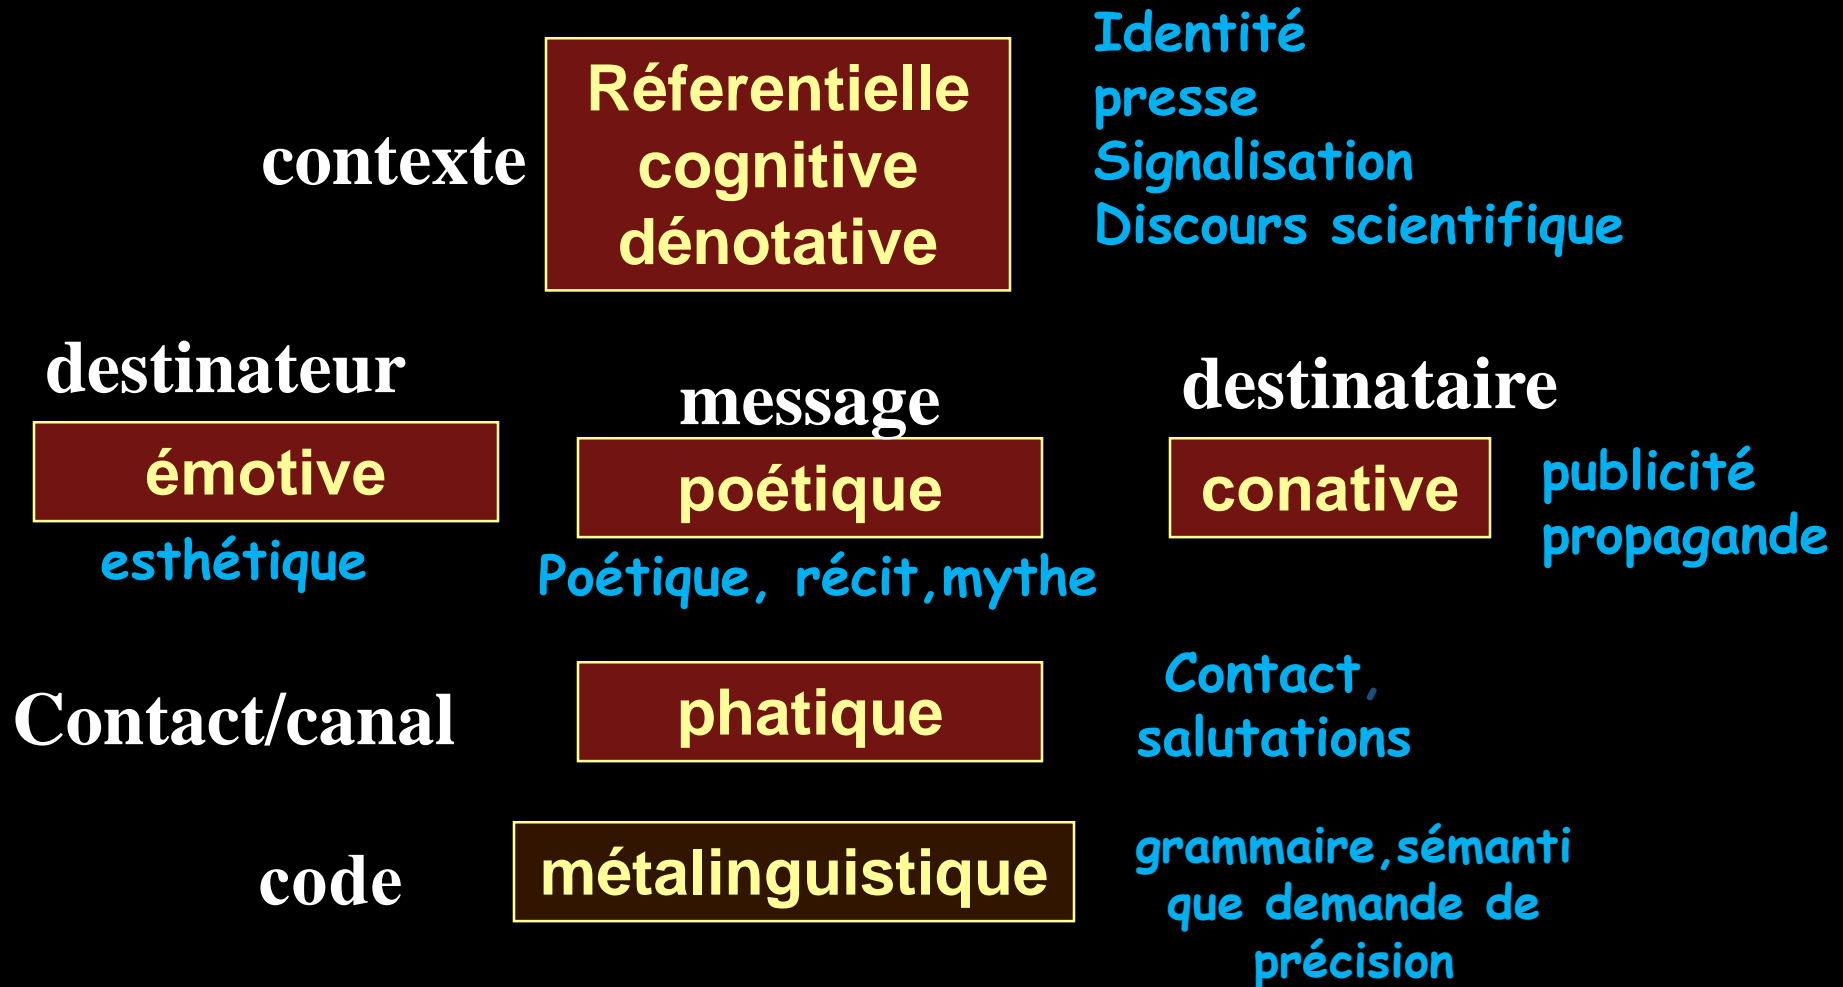 Identité
presse
Signalisation
Discours scientifique
contexte
Réferentielle
cognitive
dénotative
destinateur
émotive
esthétique
message
poétique
Poétique, récit,mythe
destinataire
conative
publicité
propagande
Contact/canal
phatique
Contact,
salutations
code
métalinguistique
grammaire,sémanti
que demande de
précision